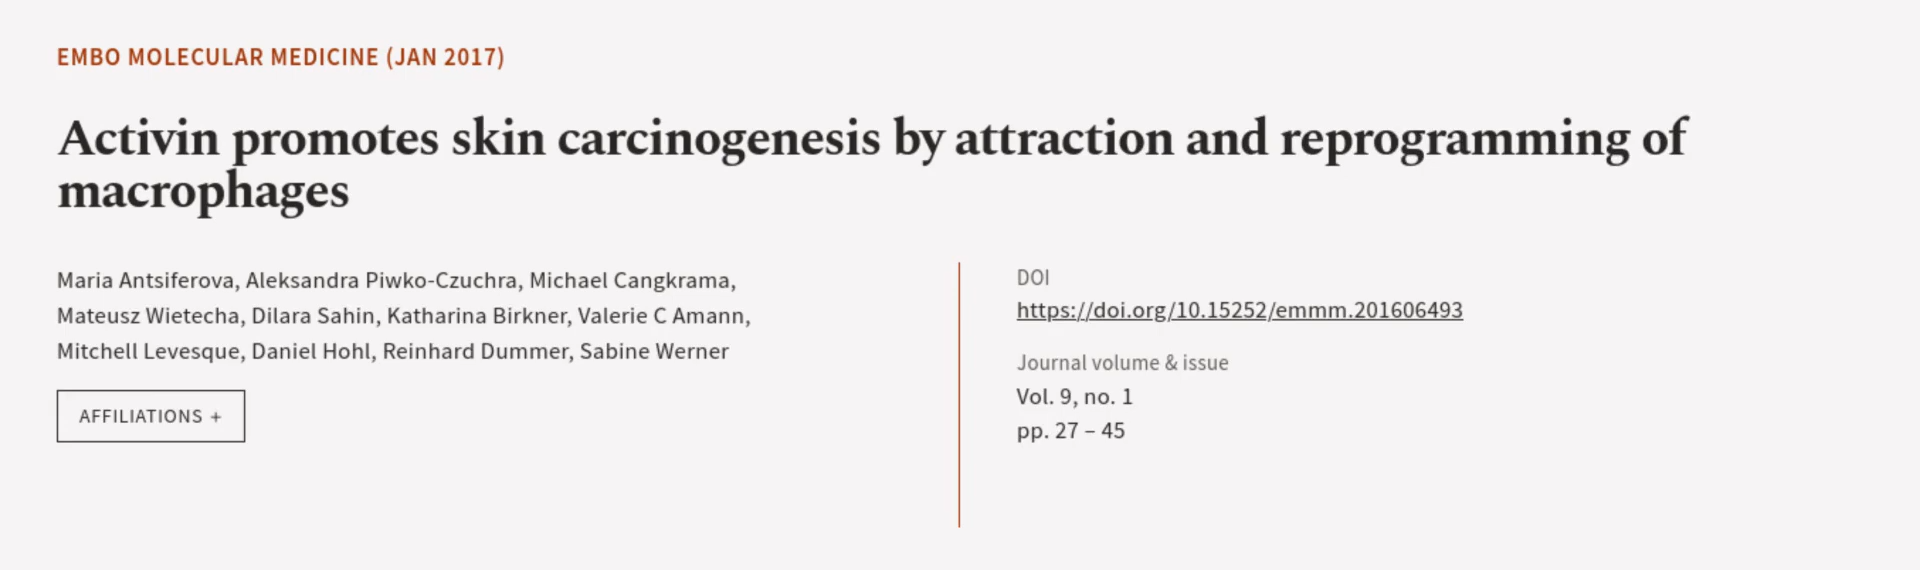 EMBO MOLECULAR MEDICINE (JAN 2017)
Activin promotes skin carcinogenesis by attraction and reprogramming of
macrophages
Maria Antsiferova, Aleksandra Piwko-Czuchra, Michael Cangkrama,
Mateusz Wietecha, Dilara Sahin, Katharina Birkner, Valerie C Amann,
Mitchell Levesque, Daniel Hohl, Reinhard Dummer, Sabine Werner
AFFILIATIONS +
DOI
https://doi.org/10.15252/emmm.201606493
Journal volume & issue
Vol. 9, no. 1
pp. 27 – 45